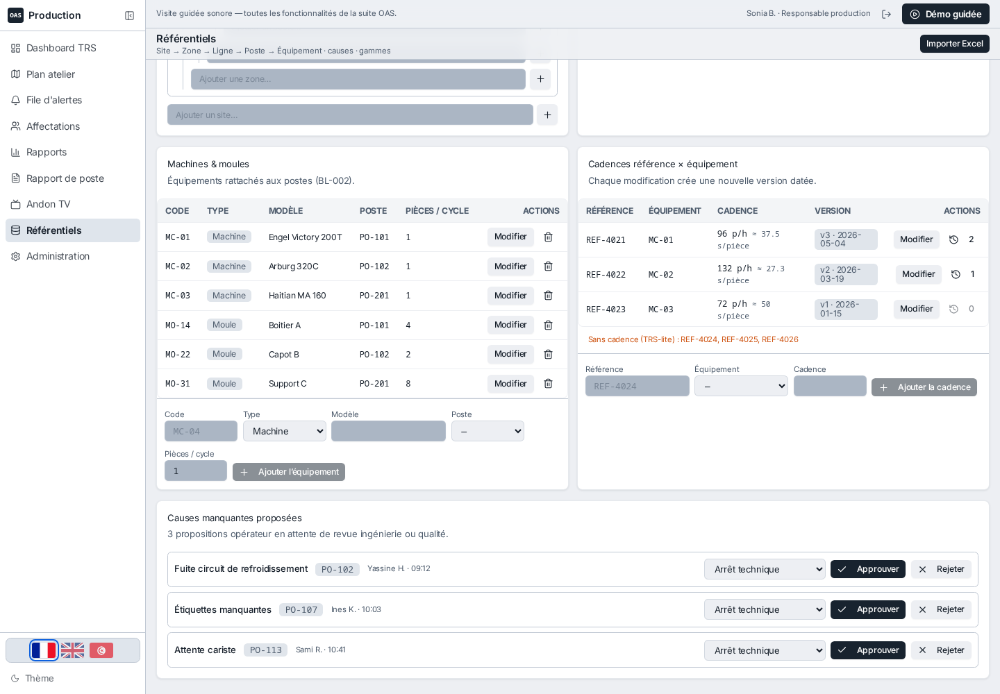 OAS Production
Dashboard TRS
Plan atelier
File d'alertes
Affectations
Rapports
Rapport de poste
Andon TV
Référentiels
Administration
Thème
Visite guidée sonore — toutes les fonctionnalités de la suite OAS.
Sonia B. · Responsable production
Démo guidée
Référentiels
Site → Zone → Ligne → Poste → Équipement · causes · gammes
Importer Excel
Ajouter une zone...
Ajouter un site...
Machines & moules
Équipements rattachés aux postes (BL-002).
CODE TYPE MODÈLE POSTE PIÈCES / CYCLE ACTIONS
MC-01 Machine Engel Victory 200T PO-101 1 Modifier
MC-02 Machine Arburg 320C PO-102 1 Modifier
MC-03 Machine Haitian MA 160 PO-201 1 Modifier
MO-14 Moule Boitier A PO-101 4 Modifier
MO-22 Moule Capot B PO-102 2 Modifier
MO-31 Moule Support C PO-201 8 Modifier
Code Type Modèle Poste
MC-04 Machine –
Pièces / cycle
1 Ajouter l'équipement
Cadences référence × équipement
Chaque modification crée une nouvelle version datée.
RÉFÉRENCE ÉQUIPEMENT CADENCE VERSION ACTIONS
REF-4021 MC-01 96 p/h ≈ 37.5 s/pièce v3 · 2026-05-04 Modifier 2
REF-4022 MC-02 132 p/h ≈ 27.3 s/pièce v2 · 2026-03-19 Modifier 1
REF-4023 MC-03 72 p/h ≈ 50 s/pièce v1 · 2026-01-15 Modifier 0
Sans cadence (TRS-lite) : REF-4024, REF-4025, REF-4026
Référence Équipement Cadence
REF-4024 – Ajouter la cadence
Causes manquantes proposées
3 propositions opérateur en attente de revue ingénierie ou qualité.
Fuite circuit de refroidissement PO-102 Yassine H. · 09:12 Arrêt technique Approuver Rejeter
Étiquettes manquantes PO-107 Ines K. · 10:03 Arrêt technique Approuver Rejeter
Attente cariste PO-113 Sami R. · 10:41 Arrêt technique Approuver Rejeter